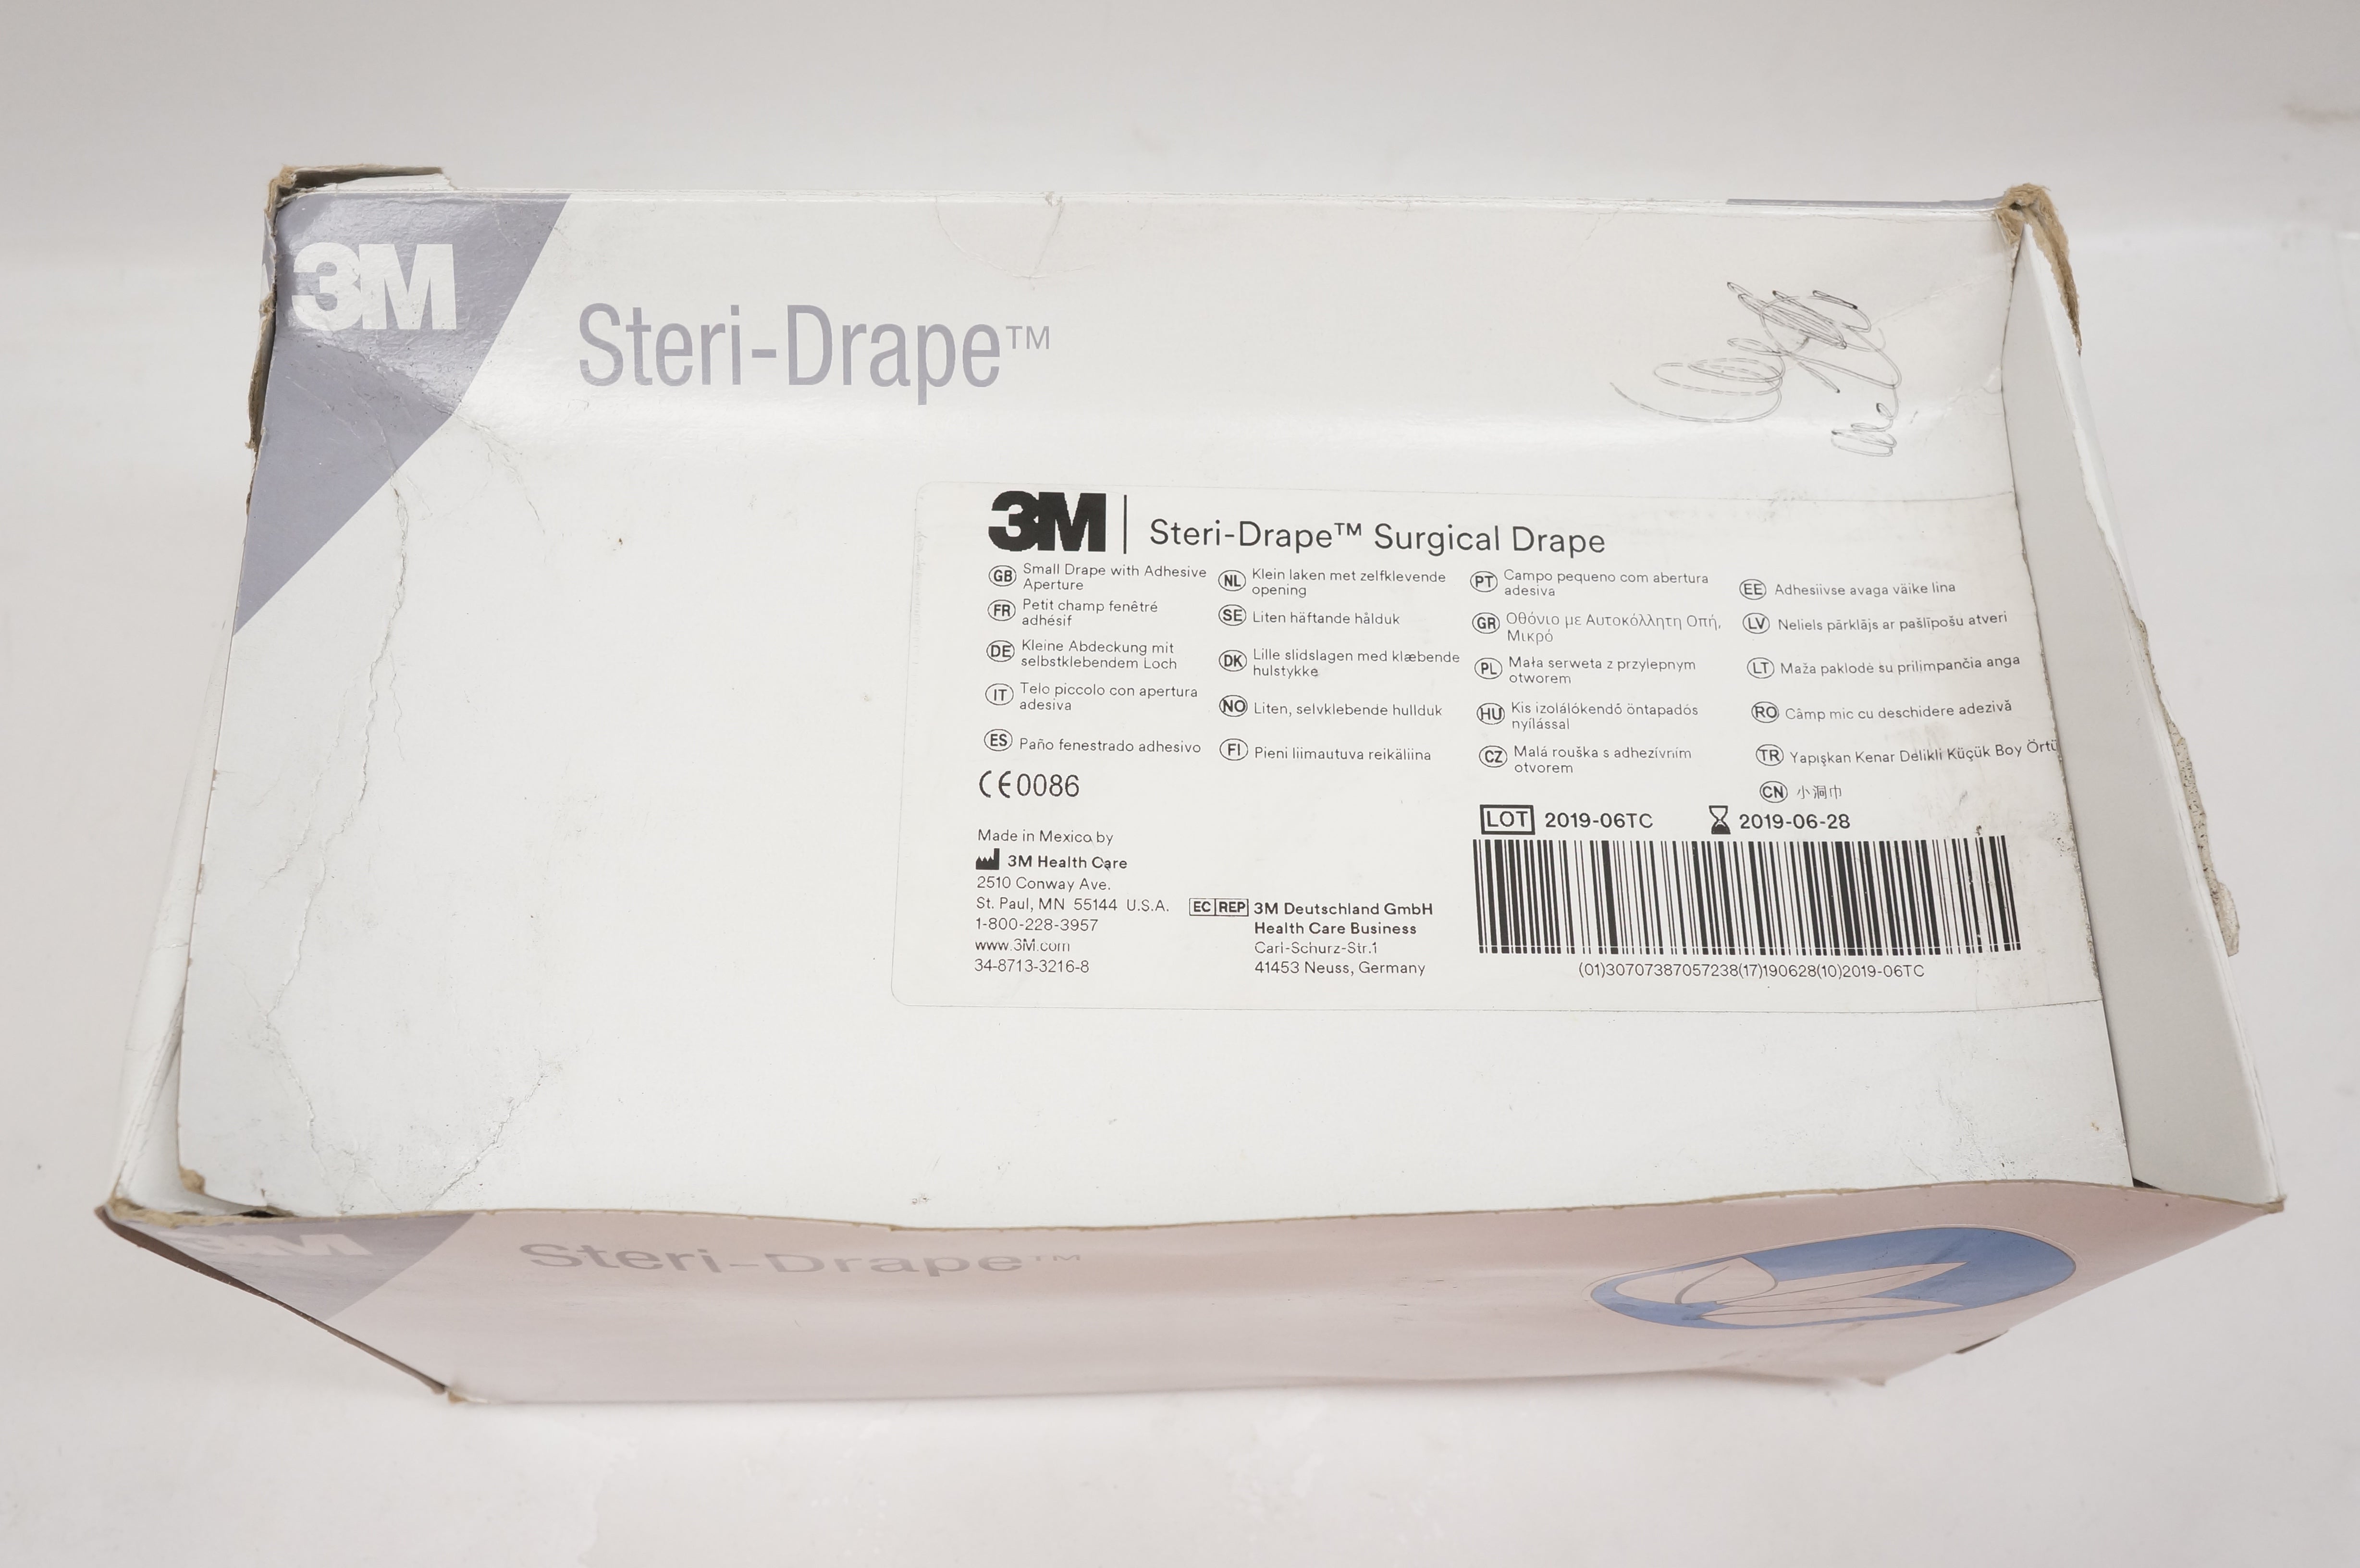 3M
Steri-Drape™
3M
Steri-Drape™ Surgical Drape
GB Small Drape with Adhesive
Aperture
FR Petit champ fenêtré
adhésif
DE Kleine Abdeckung mit
selbstklebendem Loch
IT Telo piccolo con apertura
adesiva
ES Paño fenestrado adhesivo
NL Klein laken met zelfklevende
opening
SE Liten häftande hålduk
DK Lille slidslagen med klæbende
hulstykke
NO Liten, selvklebende hullduk
FI Pieni liimautuva reikäliina
PT Campo pequeno com abertura
adesiva
GR Οθόνιο με Αυτοκόλλητη Οπή,
Μικρό
PL Mała serweta z przylepnym
otworem
HU Kis izolálókendő öntapadós
nyílással
CZ Malá rouška s adhezívním
otvorem
EE Adhesiivse avaga väike lina
LV Neliels pārklājs ar pašlīpošu atveri
LT Maža paklodė su prilimpančia anga
RO Câmp mic cu deschidere adezivă
TR Yapışkan Kenar Delikli Küçük Boy Örtü
CN 小洞巾
CE0086
LOT 2019-06TC
2019-06-28
(01)30707387057238(17)190628(10)2019-06TC
Made in Mexico by
3M Health Care
2510 Conway Ave.
St. Paul, MN 55144 U.S.A.
1-800-228-3957
www.3M.com
34-8713-3216-8
EC REP 3M Deutschland GmbH
Health Care Business
Carl-Schurz-Str.1
41453 Neuss, Germany
3M
Steri-Drape™